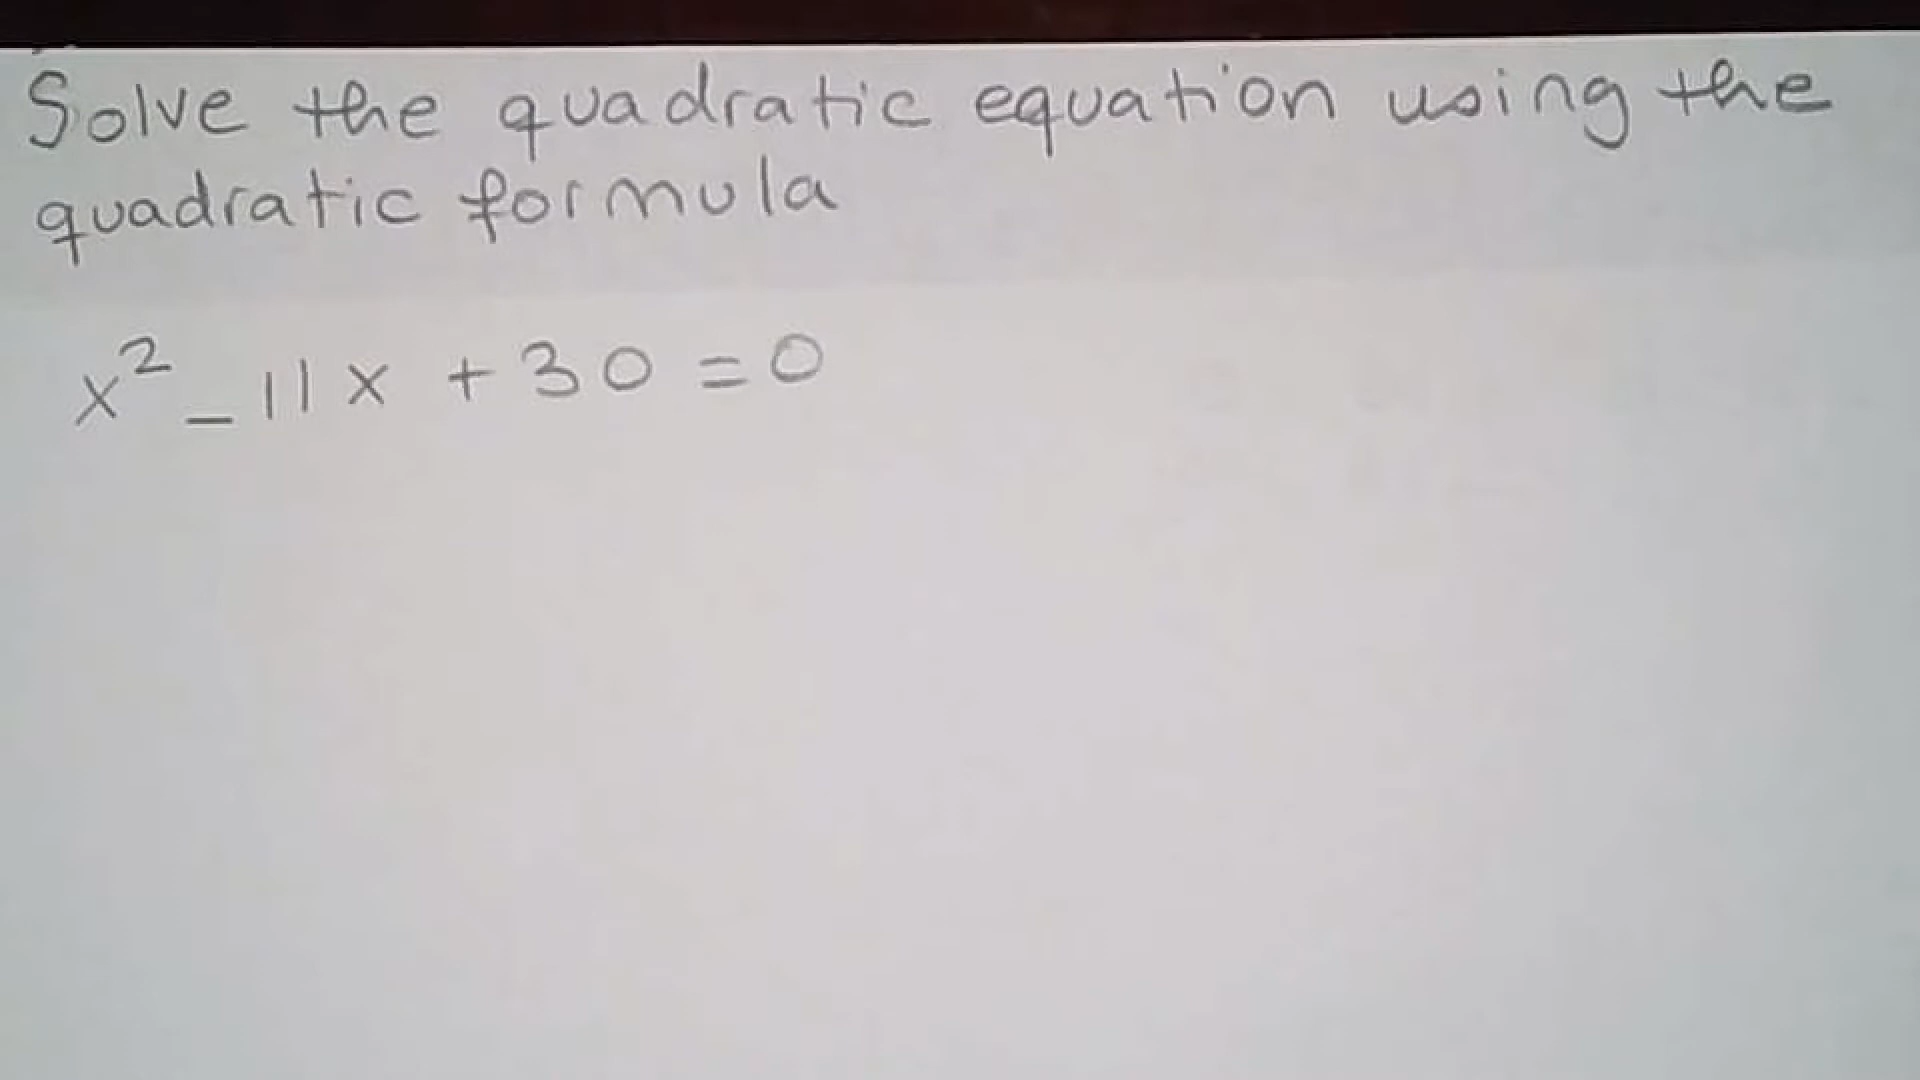 Solve the quadratic equation using the
quadratic formula
x² - 11x + 30 = 0